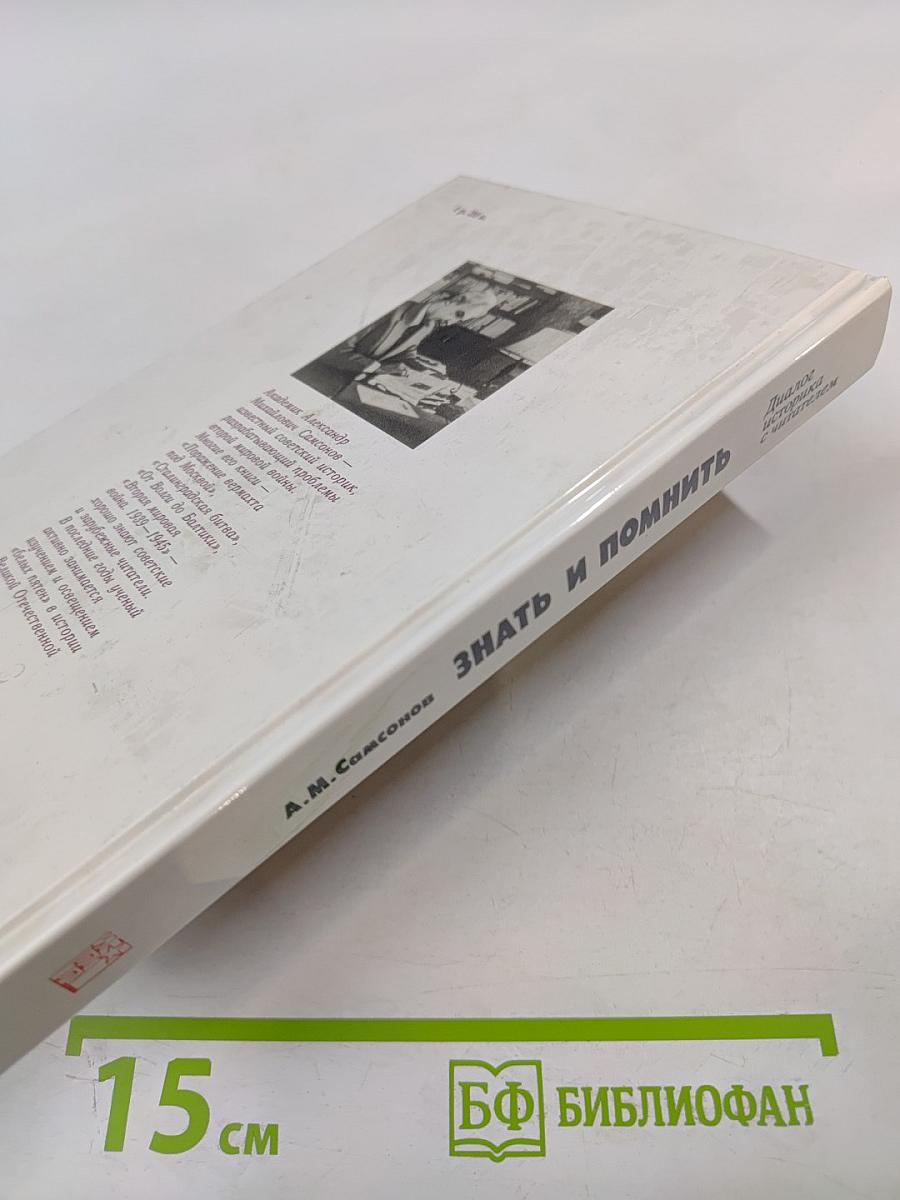 1 р. 20 к.
Академик Александр
Михайлович Самсонов –
известный советский историк,
разрабатывающий проблемы
второй мировой войны.
Многие его книги –
«Поражение вермахта
под Москвой»,
«Сталинградская битва»,
«От Волги до Балтики»,
«Вторая мировая
война. 1939–1945» –
хорошо знают советские
и зарубежные читатели.
В последние годы ученый
активно занимается
изучением и освещением
«белых пятен» в истории
Великой Отечественной
А.М.Самсонов
ЗНАТЬ И ПОМНИТЬ
Диалог
историка
с читателем
15 см
БФ БИБЛИОФАН